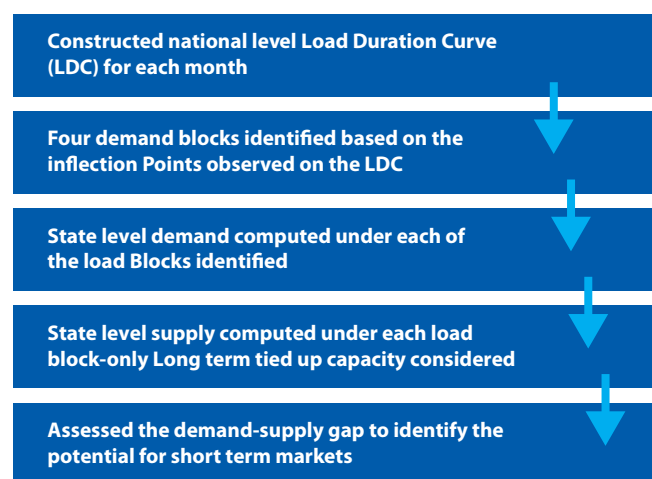 Constructed national level Load Duration Curve
(LDC) for each month
Four demand blocks identified based on the
inflection Points observed on the LDC
State level demand computed under each of
the load Blocks identified
State level supply computed under each load
block-only Long term tied up capacity considered
Assessed the demand-supply gap to identify the
potential for short term markets